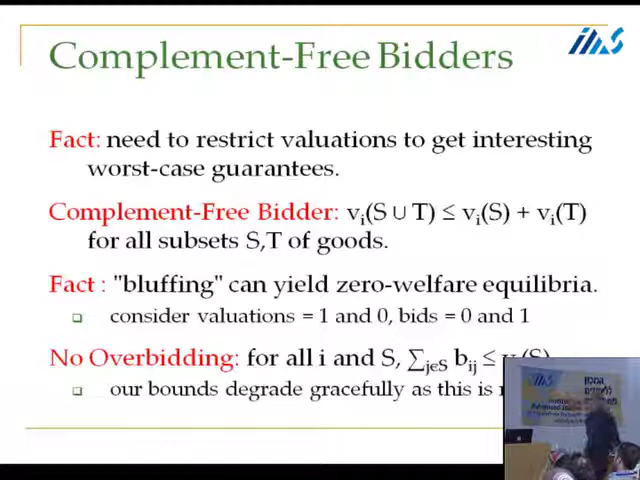 iiAS
Complement-Free Bidders
Fact: need to restrict valuations to get interesting
worst-case guarantees.
Complement-Free Bidder: vᵢ(S ∪ T) ≤ vᵢ(S) + vᵢ(T)
for all subsets S,T of goods.
Fact : "bluffing" can yield zero-welfare equilibria.
consider valuations = 1 and 0, bids = 0 and 1
No Overbidding: for all i and S, ∑j∈S bij ≤ vᵢ(S)
our bounds degrade gracefully as this is